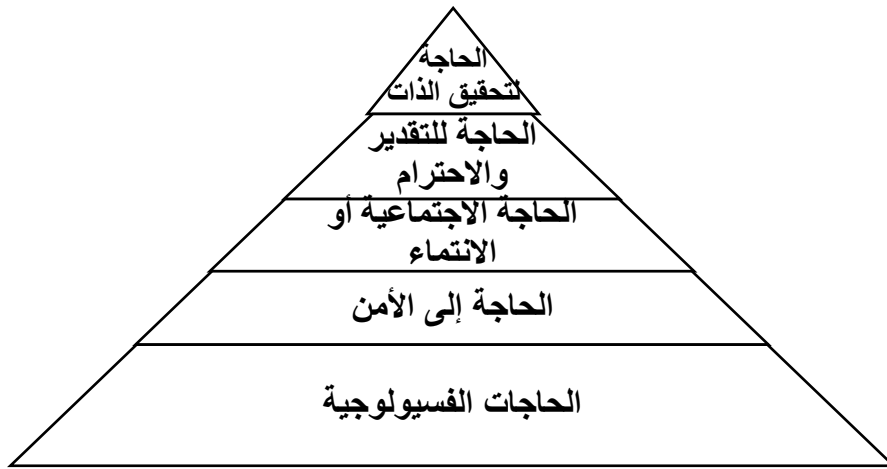 الحاجة
لتحقيق الذات
الحاجة للتقدير
والاحترام
الحاجة الاجتماعية أو
الانتماء
الحاجة إلى الأمن
الحاجات الفسيولوجية